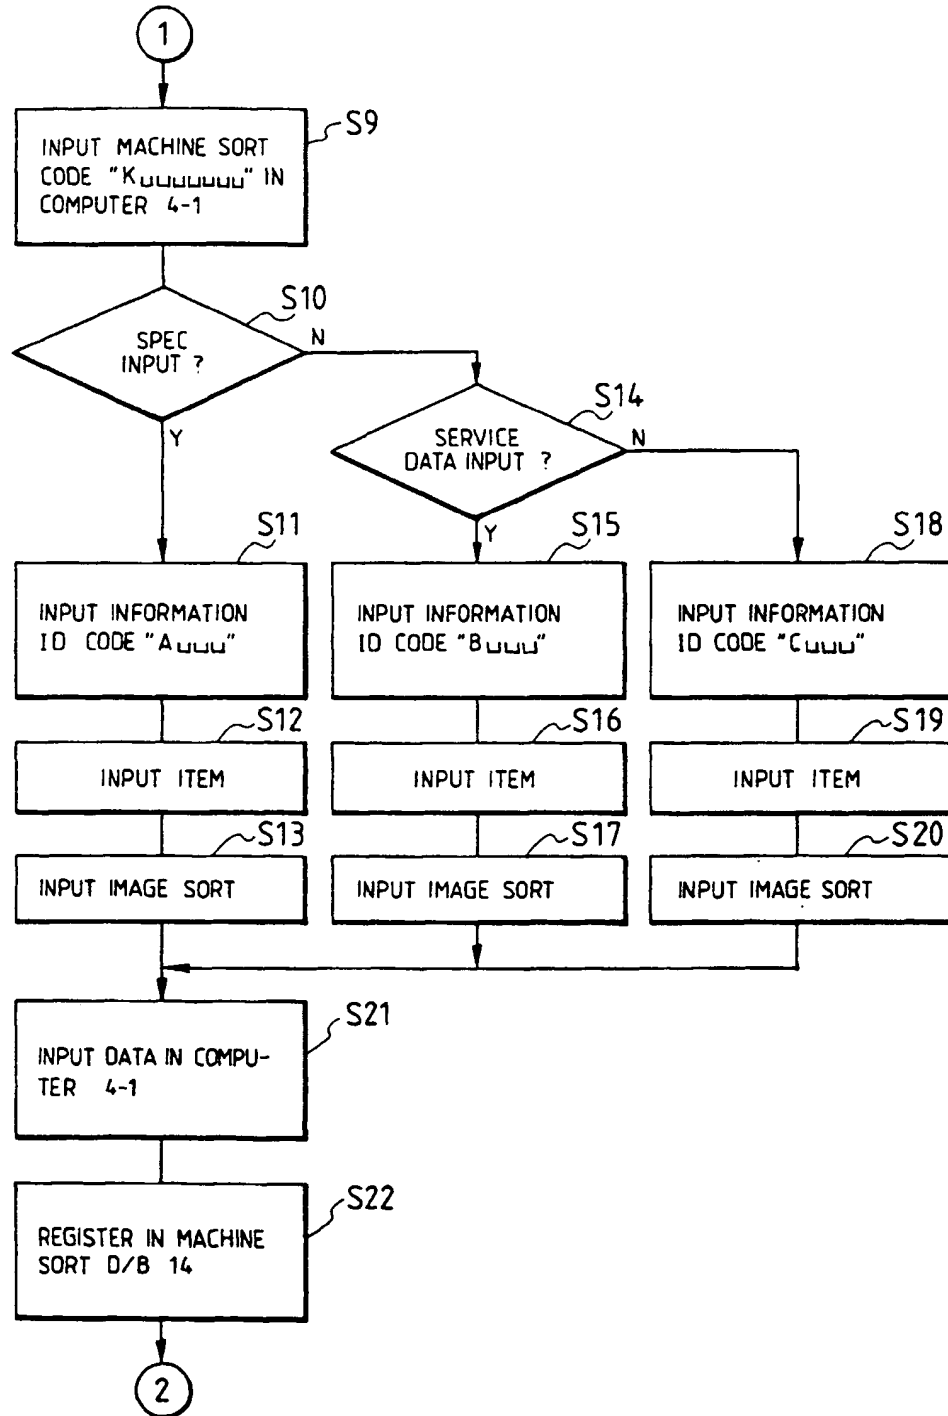 1
S9
INPUT MACHINE SORT
CODE "K␣␣␣␣␣␣␣" IN
COMPUTER 4-1
S10
SPEC
INPUT ?
N
Y
S14
SERVICE
DATA INPUT ?
N
Y
S11
INPUT INFORMATION
ID CODE "A␣␣␣"
S15
INPUT INFORMATION
ID CODE "B␣␣␣"
S18
INPUT INFORMATION
ID CODE "C␣␣␣"
S12
INPUT ITEM
S16
INPUT ITEM
S19
INPUT ITEM
S13
INPUT IMAGE SORT
S17
INPUT IMAGE SORT
S20
INPUT IMAGE SORT
S21
INPUT DATA IN COMPU-
TER 4-1
S22
REGISTER IN MACHINE
SORT D/B 14
2